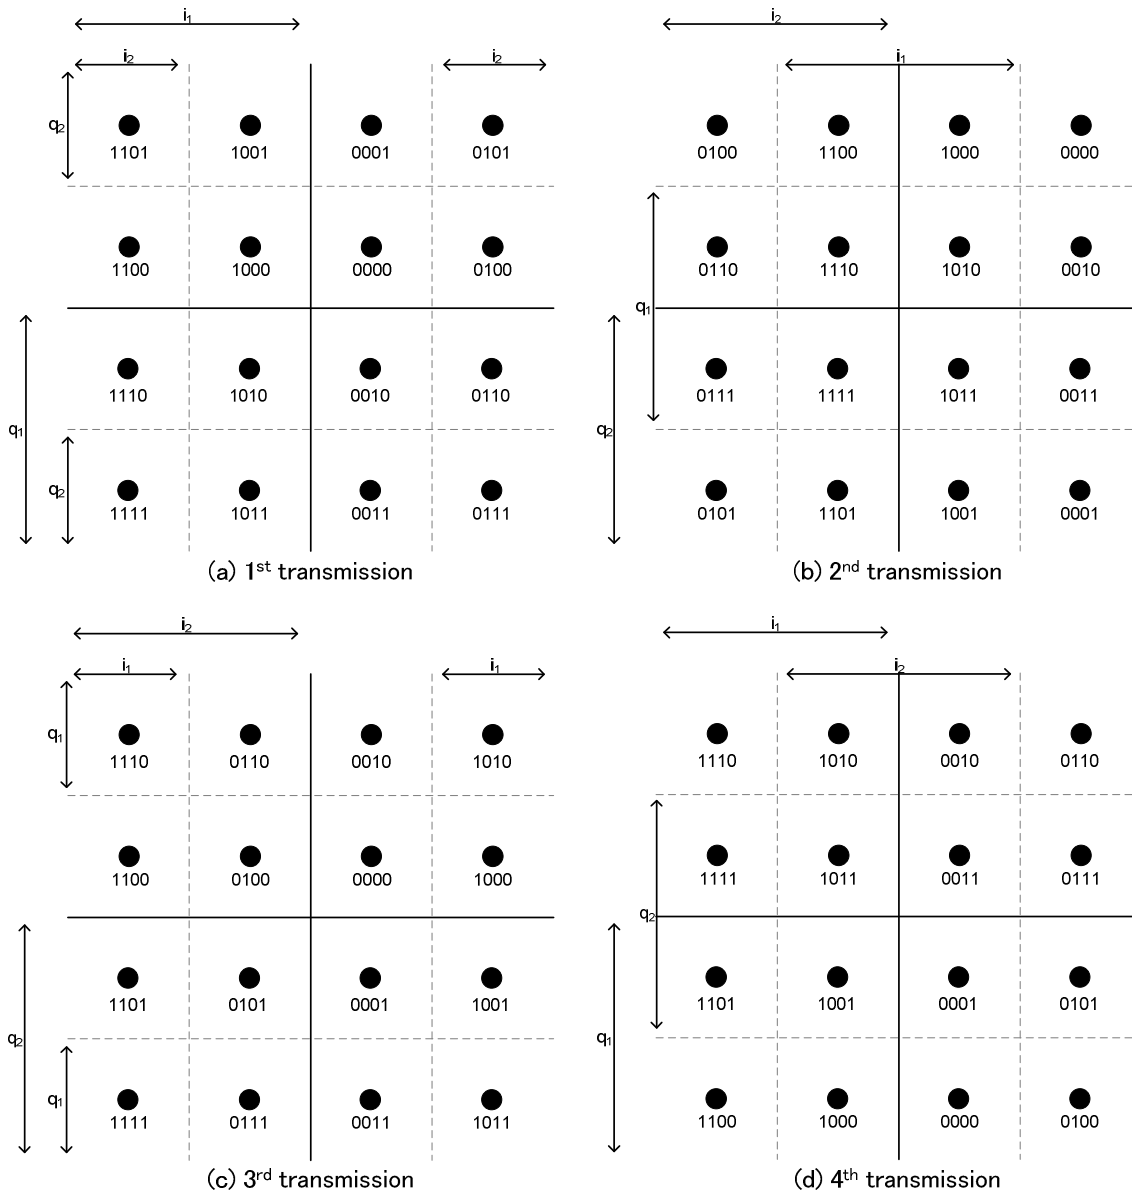 i₁ i₂
i₂ i₂ i₁
q₂ 1101 1001 0001 0101 0100 1100 1000 0000
1100 1000 0000 0100 0110 1110 1010 0010
q₁
1110 1010 0010 0110 0111 1111 1011 0011
q₁ q₂
q₂ 1111 1011 0011 0111 0101 1101 1001 0001
(a) 1st transmission (b) 2nd transmission
i₂ i₁
i₁ i₁ i₂
q₁ 1110 0110 0010 1010 1110 1010 0010 0110
1100 0100 0000 1000 1111 1011 0011 0111
q₂
1101 0101 0001 1001 1101 1001 0001 0101
q₂ q₁
q₁ 1111 0111 0011 1011 1100 1000 0000 0100
(c) 3rd transmission (d) 4th transmission